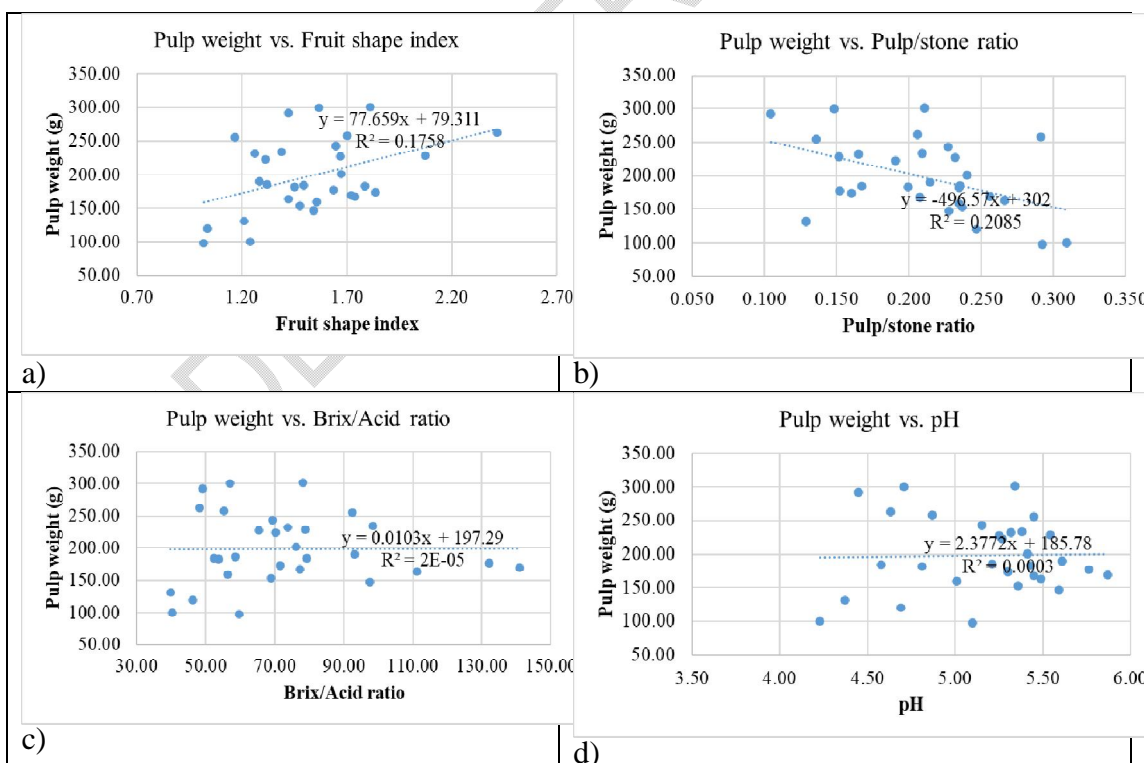 Pulp weight vs. Fruit shape index
350.00
300.00
250.00
200.00
150.00
100.00
50.00
Pulp weight (g)
y = 77.659x + 79.311
R² = 0.1758
0.70 1.20 1.70 2.20 2.70
Fruit shape index
a)
Pulp weight vs. Pulp/stone ratio
350.00
300.00
250.00
200.00
150.00
100.00
50.00
Pulp weight (g)
y = -496.57x + 302
R² = 0.2085
0.050 0.100 0.150 0.200 0.250 0.300 0.350
Pulp/stone ratio
b)
Pulp weight vs. Brix/Acid ratio
350.00
300.00
250.00
200.00
150.00
100.00
50.00
Pulp weight (g)
y = 0.0103x + 197.29
R² = 2E-05
30.00 50.00 70.00 90.00 110.00 130.00 150.00
Brix/Acid ratio
c)
Pulp weight vs. pH
350.00
300.00
250.00
200.00
150.00
100.00
50.00
Pulp weight (g)
y = 2.3772x + 185.78
R² = 0.0003
3.50 4.00 4.50 5.00 5.50 6.00
pH
d)